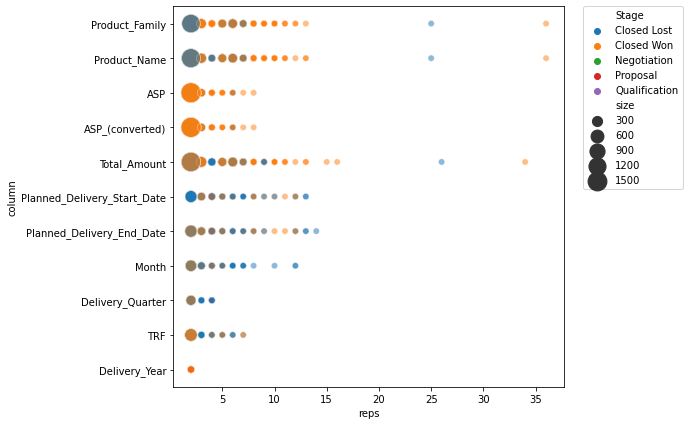 Product_Family
Product_Name
ASP
ASP_(converted)
Total_Amount
Planned_Delivery_Start_Date
Planned_Delivery_End_Date
Month
Delivery_Quarter
TRF
Delivery_Year
column
5 10 15 20 25 30 35
reps
Stage
Closed Lost
Closed Won
Negotiation
Proposal
Qualification
size
300
600
900
1200
1500